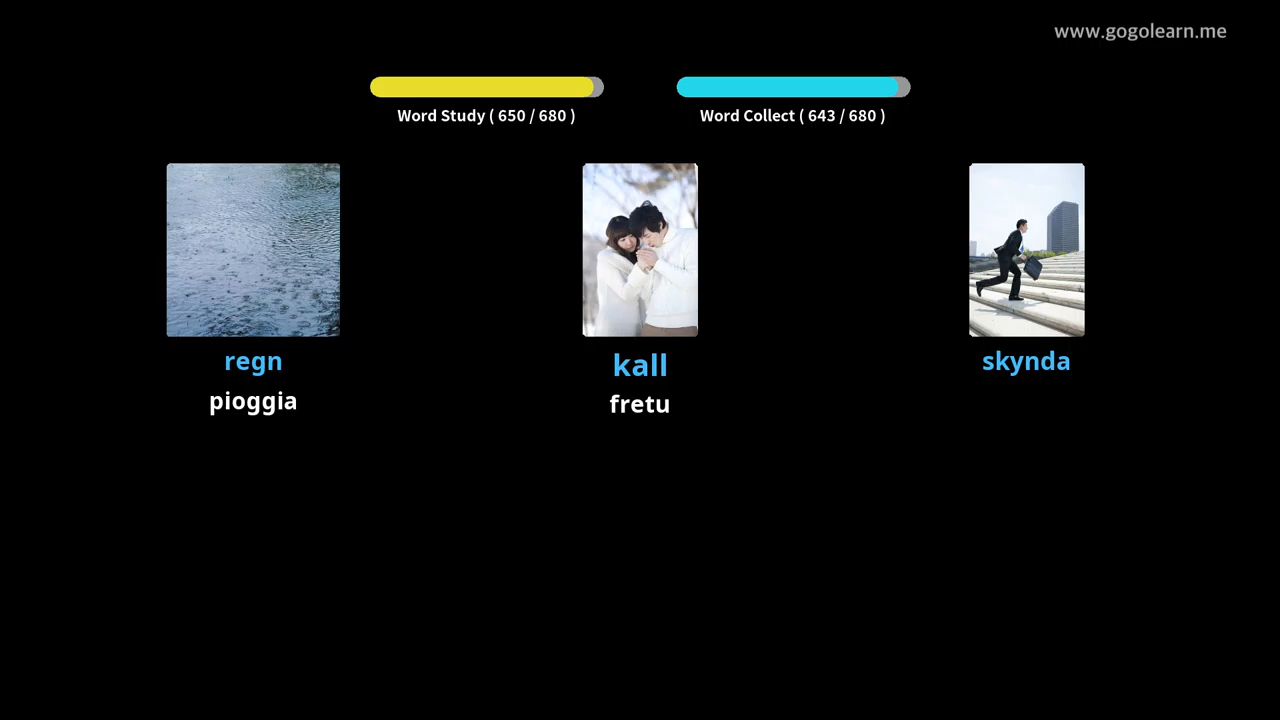 www.gogolearn.me
Word Study ( 650 / 680 )
Word Collect ( 643 / 680 )
regn
kall
skynda
pioggia
fretu